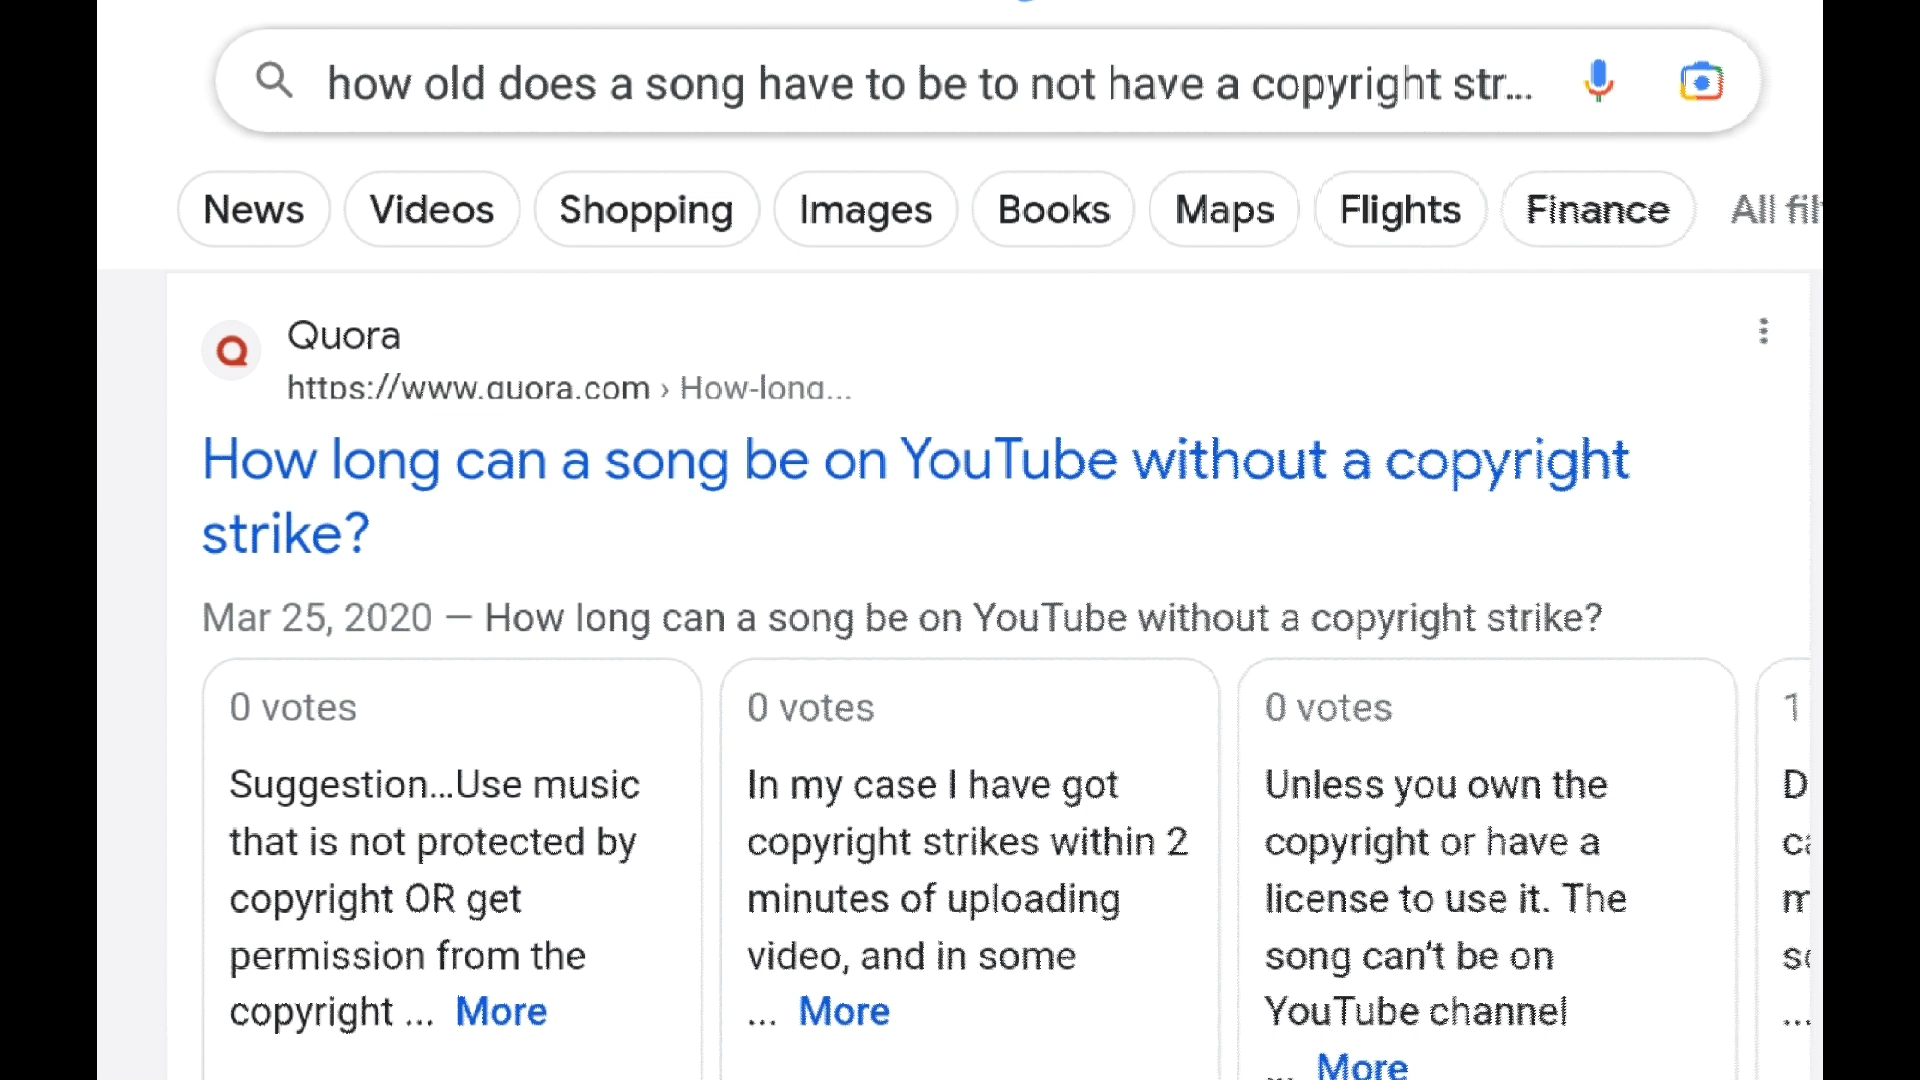 how old does a song have to be to not have a copyright str...
News Videos Shopping Images Books Maps Flights Finance All
Quora
https://www.quora.com › How-long...
How long can a song be on YouTube without a copyright
strike?
Mar 25, 2020 — How long can a song be on YouTube without a copyright strike?
0 votes
Suggestion...Use music
that is not protected by
copyright OR get
permission from the
copyright ... More
0 votes
In my case I have got
copyright strikes within 2
minutes of uploading
video, and in some
... More
0 votes
Unless you own the
copyright or have a
license to use it. The
song can't be on
YouTube channel
... More
1
...